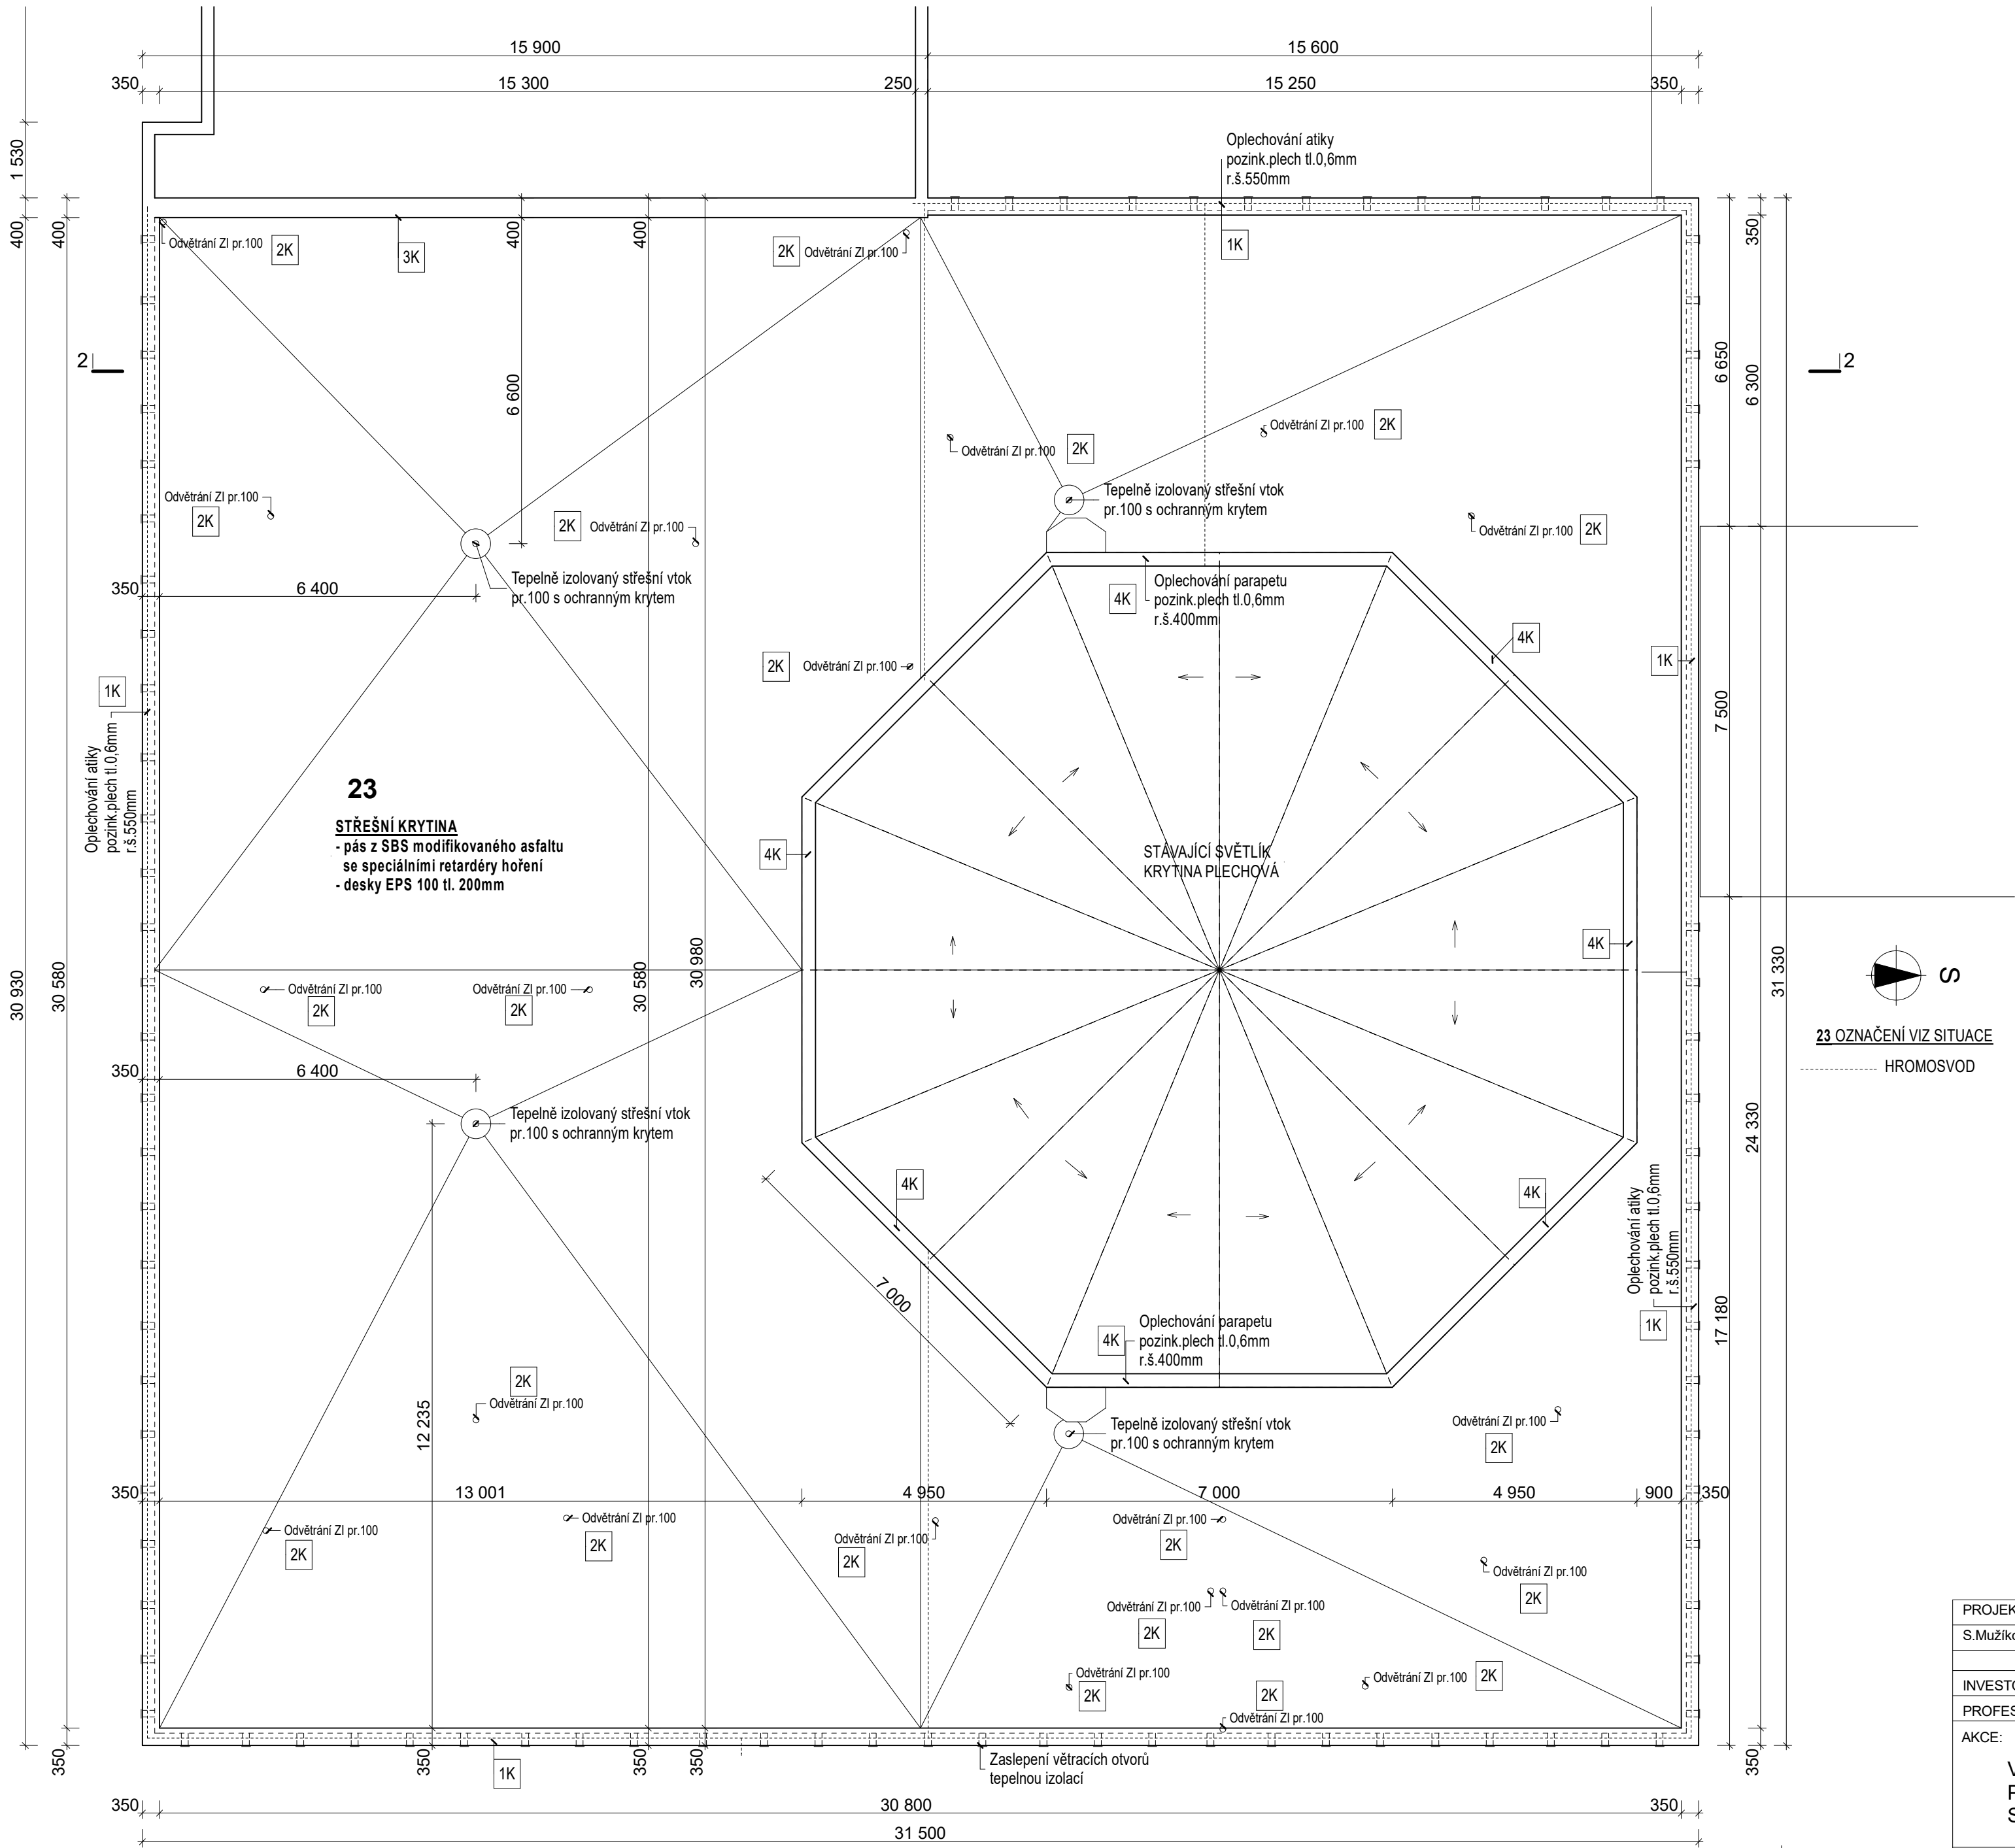 15 900
15 600
350
15 300
250
15 250
350
1 530
400
400
400
400
350
Oplechování atiky
pozink.plech tl.0,6mm
r.š.550mm
Odvětrání ZI pr.100
2K
3K
2K
Odvětrání ZI pr.100
1K
2
2
6 600
6 650
6 300
Odvětrání ZI pr.100
2K
Odvětrání ZI pr.100
2K
Odvětrání ZI pr.100
2K
2K
Odvětrání ZI pr.100
Tepelně izolovaný střešní vtok
pr.100 s ochranným krytem
Odvětrání ZI pr.100
2K
350
6 400
Tepelně izolovaný střešní vtok
pr.100 s ochranným krytem
4K
Oplechování parapetu
pozink.plech tl.0,6mm
r.š.400mm
4K
1K
2K
Odvětrání ZI pr.100
1K
Oplechování atiky
pozink.plech tl.0,6mm
r.š.550mm
7 500
23
STŘEŠNÍ KRYTINA
- pás z SBS modifikovaného asfaltu
se speciálními retardéry hoření
- desky EPS 100 tl. 200mm
4K
STÁVAJÍCÍ SVĚTLÍK
KRYTINA PLECHOVÁ
4K
30 930
30 580
30 580
30 980
31 330
S
Odvětrání ZI pr.100
2K
Odvětrání ZI pr.100
2K
23 OZNAČENÍ VIZ SITUACE
HROMOSVOD
350
6 400
Tepelně izolovaný střešní vtok
pr.100 s ochranným krytem
24 330
4K
4K
Oplechování atiky
pozink.plech tl.0,6mm
r.š.550mm
1K
17 180
7 000
4K
Oplechování parapetu
pozink.plech tl.0,6mm
r.š.400mm
2K
Odvětrání ZI pr.100
12 235
Tepelně izolovaný střešní vtok
pr.100 s ochranným krytem
Odvětrání ZI pr.100
2K
350
13 001
4 950
7 000
4 950
900
350
Odvětrání ZI pr.100
2K
Odvětrání ZI pr.100
2K
Odvětrání ZI pr.100
2K
Odvětrání ZI pr.100
2K
Odvětrání ZI pr.100
2K
Odvětrání ZI pr.100
2K
Odvětrání ZI pr.100
2K
Odvětrání ZI pr.100
2K
Odvětrání ZI pr.100
2K
2K
Odvětrání ZI pr.100
350
350
350
350
350
1K
Zaslepení větracích otvorů
tepelnou izolací
350
30 800
350
31 500
PROJEK
S.Mužíko
INVESTO
PROFES
AKCE: